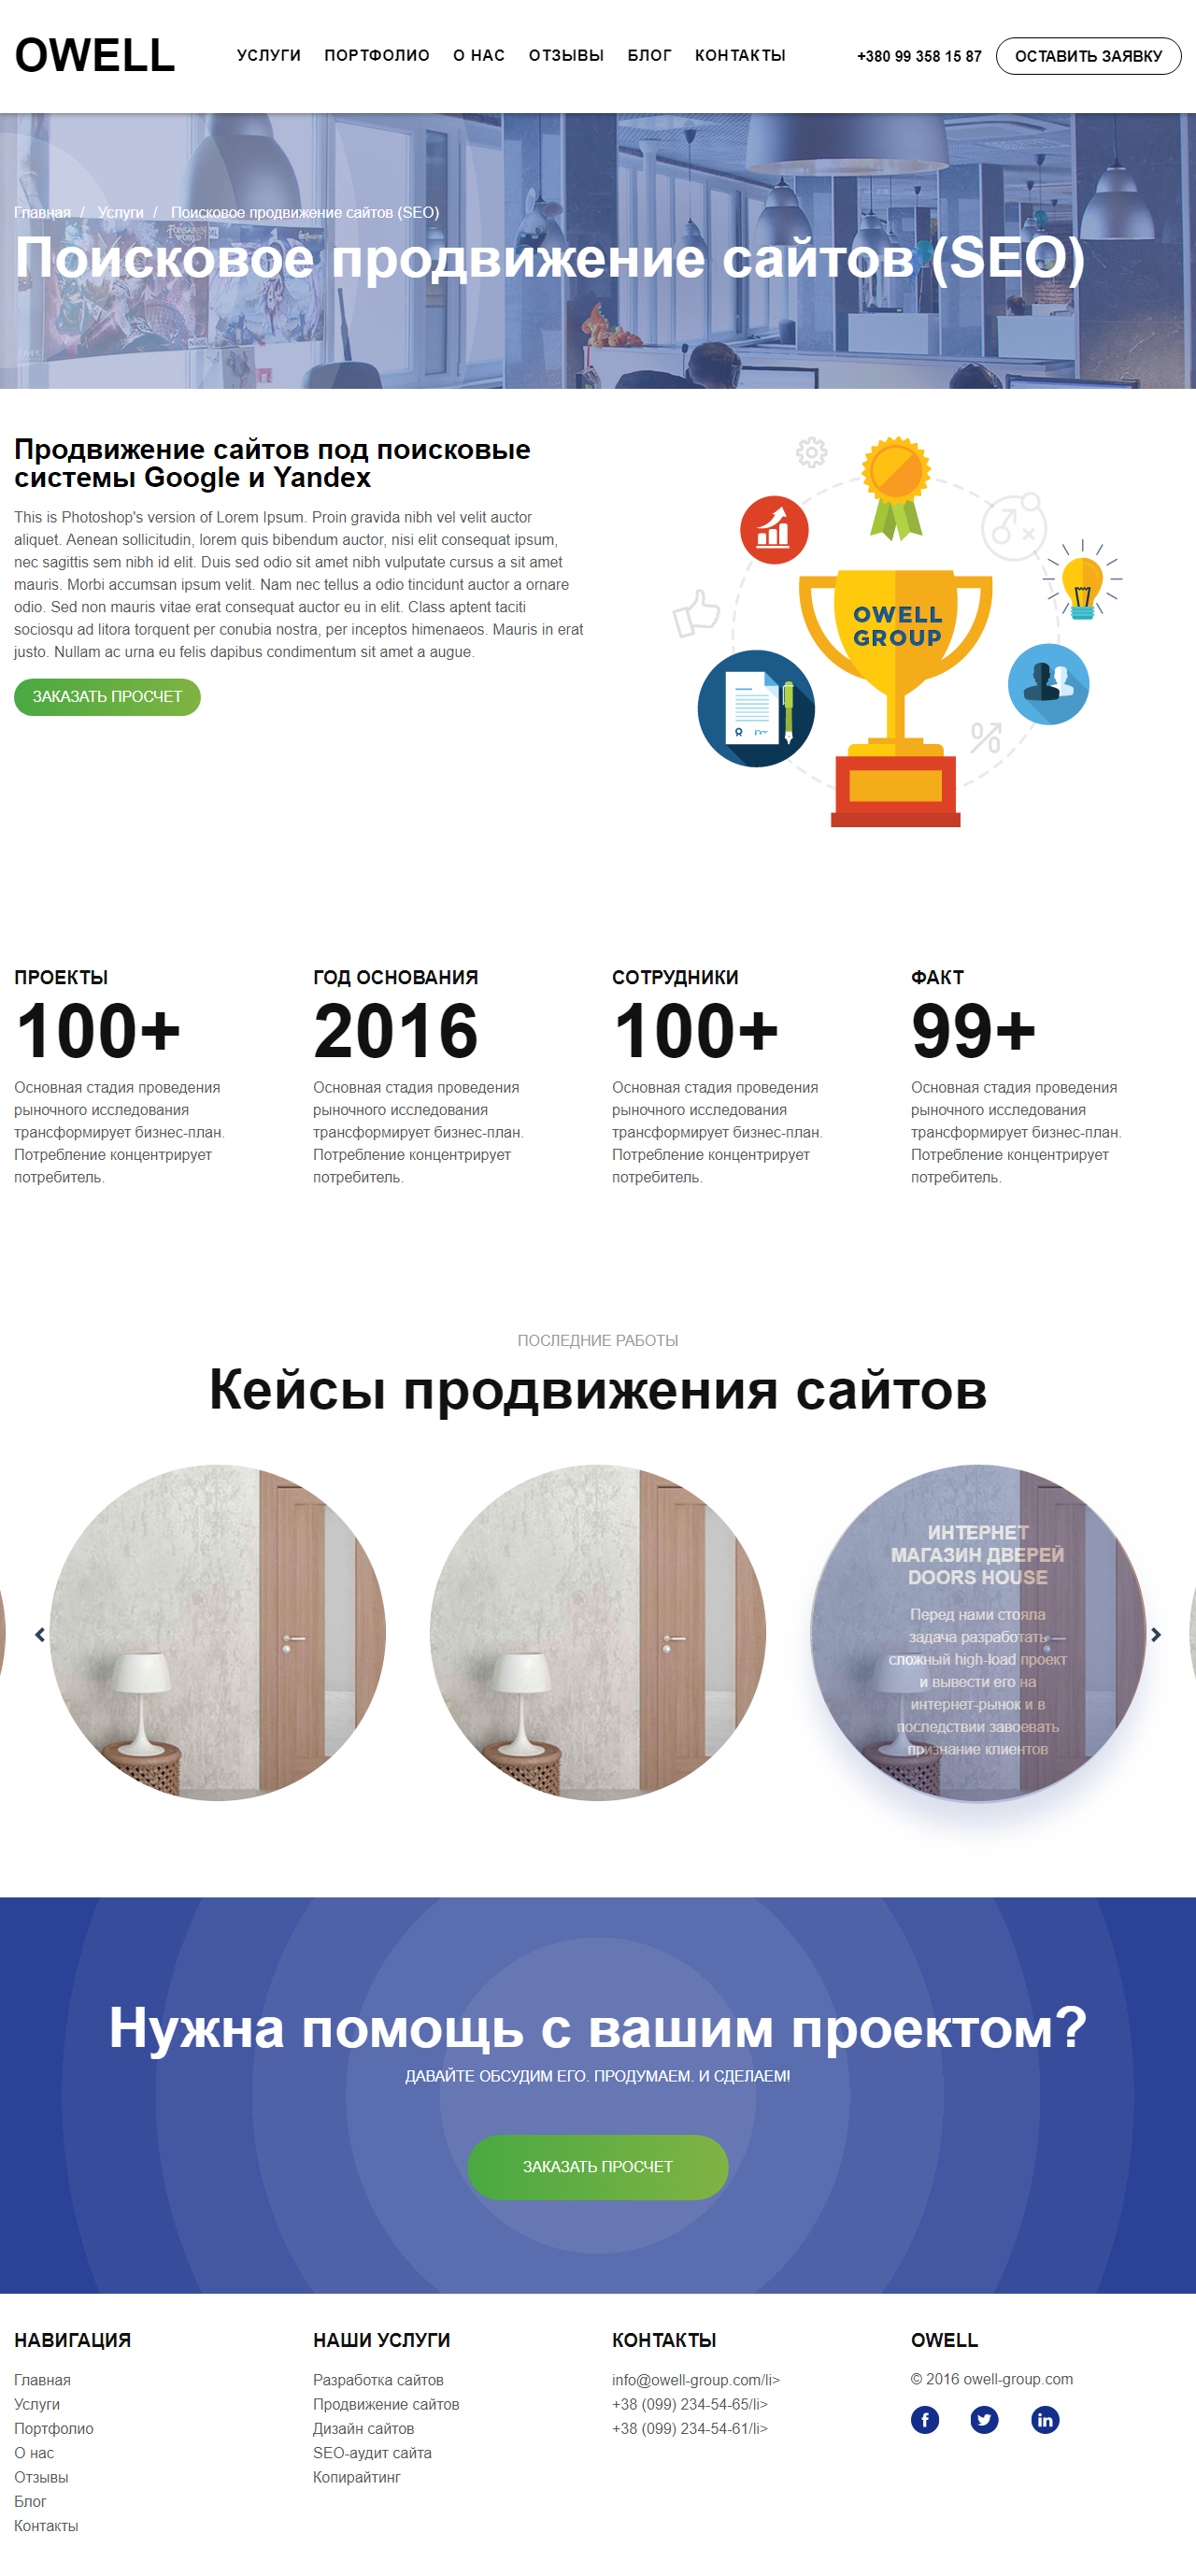 OWELL
УСЛУГИ ПОРТФОЛИО О НАС ОТЗЫВЫ БЛОГ КОНТАКТЫ
+380 99 358 15 87 ОСТАВИТЬ ЗАЯВКУ
Главная / Услуги / Поисковое продвижение сайтов (SEO)
Поисковое продвижение сайтов (SEO)
Продвижение сайтов под поисковые
системы Google и Yandex
This is Photoshop's version of Lorem Ipsum. Proin gravida nibh vel velit auctor
aliquet. Aenean sollicitudin, lorem quis bibendum auctor, nisi elit consequat ipsum,
nec sagittis sem nibh id elit. Duis sed odio sit amet nibh vulputate cursus a sit amet
mauris. Morbi accumsan ipsum velit. Nam nec tellus a odio tincidunt auctor a ornare
odio. Sed non mauris vitae erat consequat auctor eu in elit. Class aptent taciti
sociosqu ad litora torquent per conubia nostra, per inceptos himenaeos. Mauris in erat
justo. Nullam ac urna eu felis dapibus condimentum sit amet a augue.
ЗАКАЗАТЬ ПРОСЧЕТ
OWELL
GROUP
ПРОЕКТЫ
100+
Основная стадия проведения
рыночного исследования
трансформирует бизнес-план.
Потребление концентрирует
потребитель.
ГОД ОСНОВАНИЯ
2016
Основная стадия проведения
рыночного исследования
трансформирует бизнес-план.
Потребление концентрирует
потребитель.
СОТРУДНИКИ
100+
Основная стадия проведения
рыночного исследования
трансформирует бизнес-план.
Потребление концентрирует
потребитель.
ФАКТ
99+
Основная стадия проведения
рыночного исследования
трансформирует бизнес-план.
Потребление концентрирует
потребитель.
ПОСЛЕДНИЕ РАБОТЫ
Кейсы продвижения сайтов
ИНТЕРНЕТ
МАГАЗИН ДВЕРЕЙ
DOORS HOUSE
Перед нами стояла
задача разработать
сложный high-load проект
и вывести его на
интернет-рынок и в
последствии завоевать
признание клиентов
Нужна помощь с вашим проектом?
ДАВАЙТЕ ОБСУДИМ ЕГО. ПРОДУМАЕМ. И СДЕЛАЕМ!
ЗАКАЗАТЬ ПРОСЧЕТ
НАВИГАЦИЯ
Главная
Услуги
Портфолио
О нас
Отзывы
Блог
Контакты
НАШИ УСЛУГИ
Разработка сайтов
Продвижение сайтов
Дизайн сайтов
SEO-аудит сайта
Копирайтинг
КОНТАКТЫ
info@owell-group.com/li>
+38 (099) 234-54-65/li>
+38 (099) 234-54-61/li>
OWELL
© 2016 owell-group.com